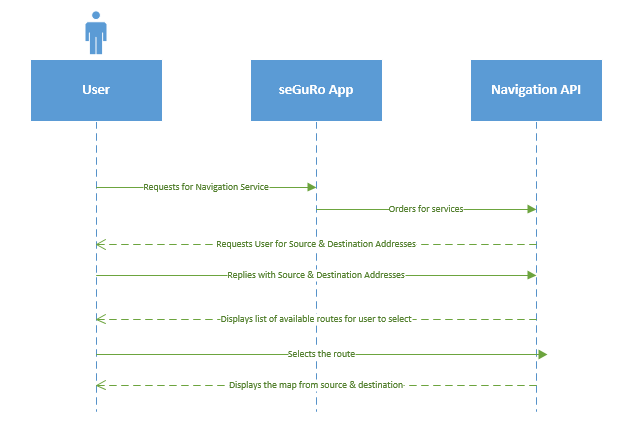 User
seGuRo App
Navigation API
Requests for Navigation Service
Orders for services
Requests User for Source & Destination Addresses
Replies with Source & Destination Addresses
Displays list of available routes for user to select
Selects the route
Displays the map from source & destination